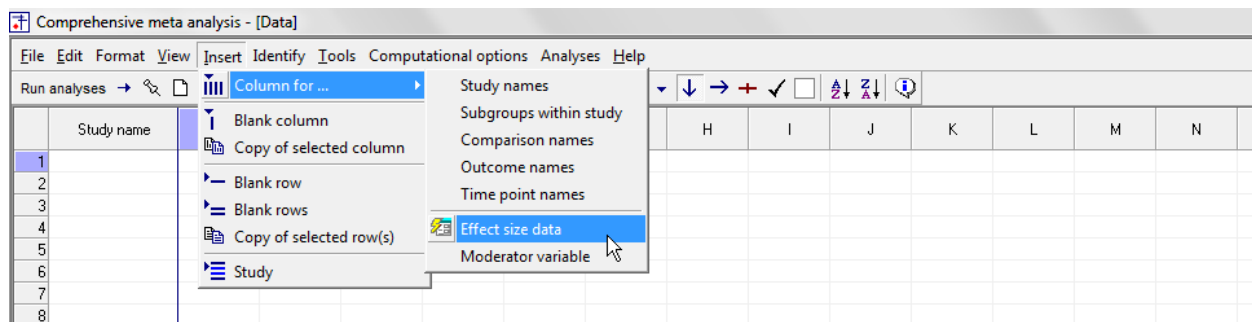 Comprehensive meta analysis - [Data]
File Edit Format View Insert Identify Tools Computational options Analyses Help
Run analyses
Column for ...
Blank column
Copy of selected column
Blank row
Blank rows
Copy of selected row(s)
Study
Study names
Subgroups within study
Comparison names
Outcome names
Time point names
Effect size data
Moderator variable
Study name H I J K L M N
1
2
3
4
5
6
7
8